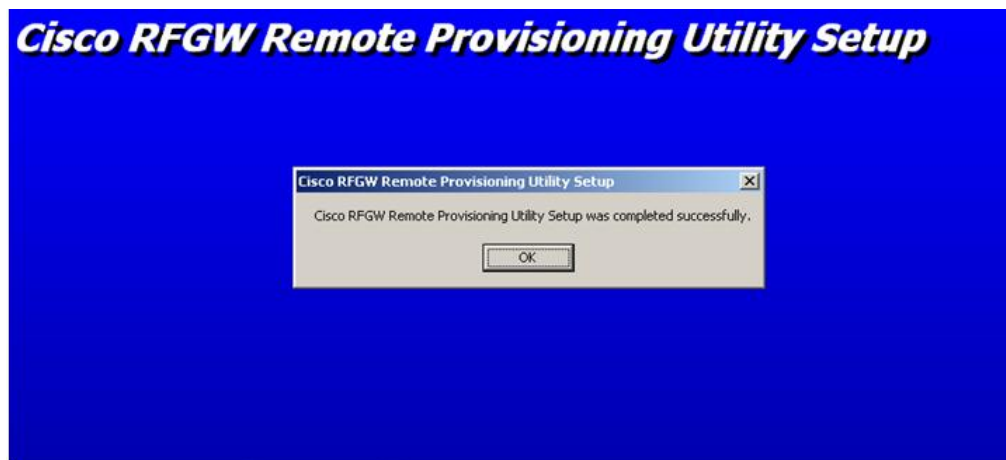 Cisco RFGW Remote Provisioning Utility Setup
Cisco RFGW Remote Provisioning Utility Setup
Cisco RFGW Remote Provisioning Utility Setup was completed successfully.
OK